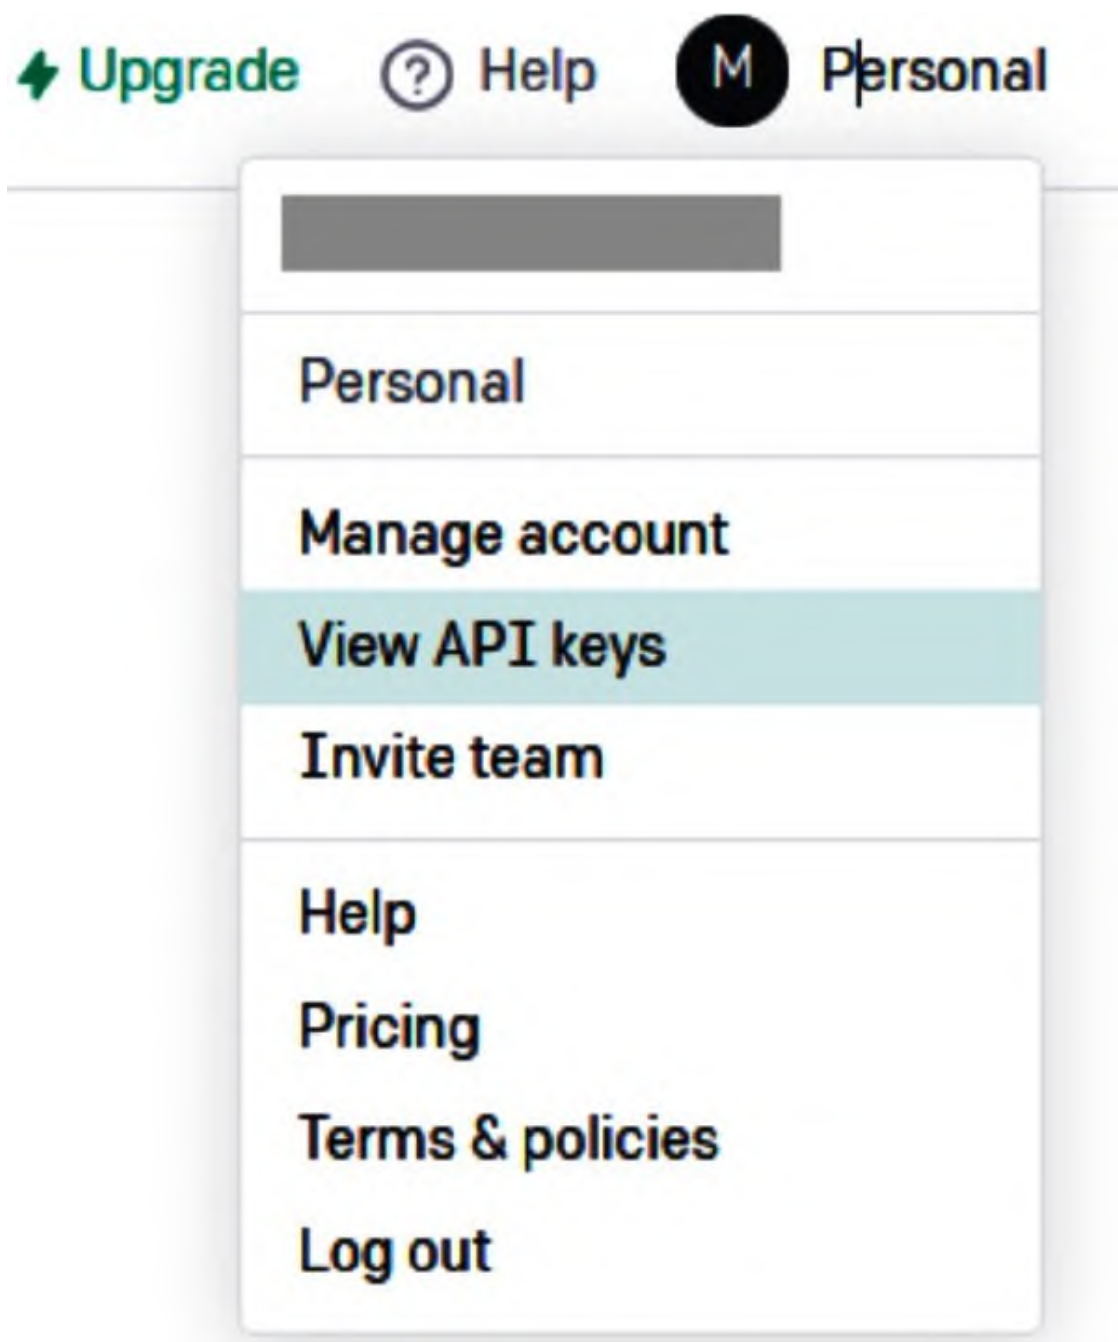 Upgrade Help M Personal
Personal
Manage account
View API keys
Invite team
Help
Pricing
Terms & policies
Log out